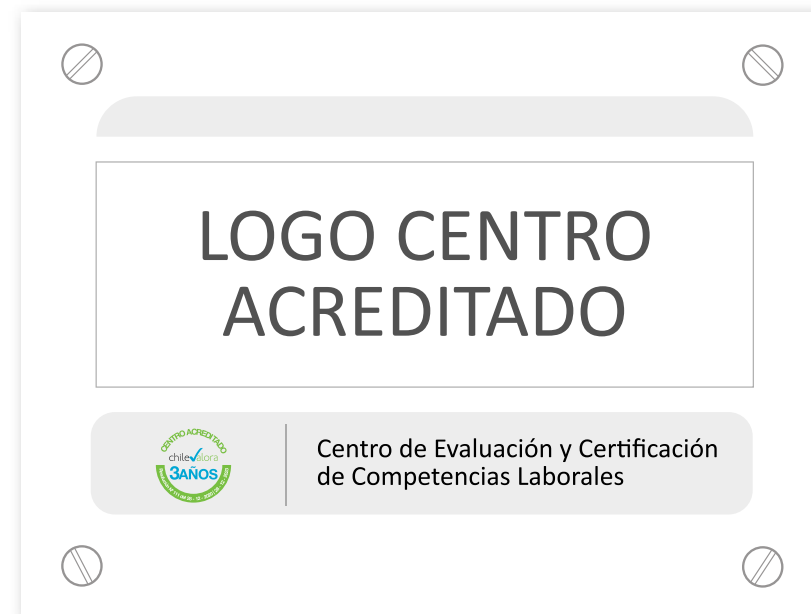 LOGO CENTRO
ACREDITADO
CENTRO ACREDITADO
chilevalora
3AÑOS
Centro de Evaluación y Certificación
de Competencias Laborales